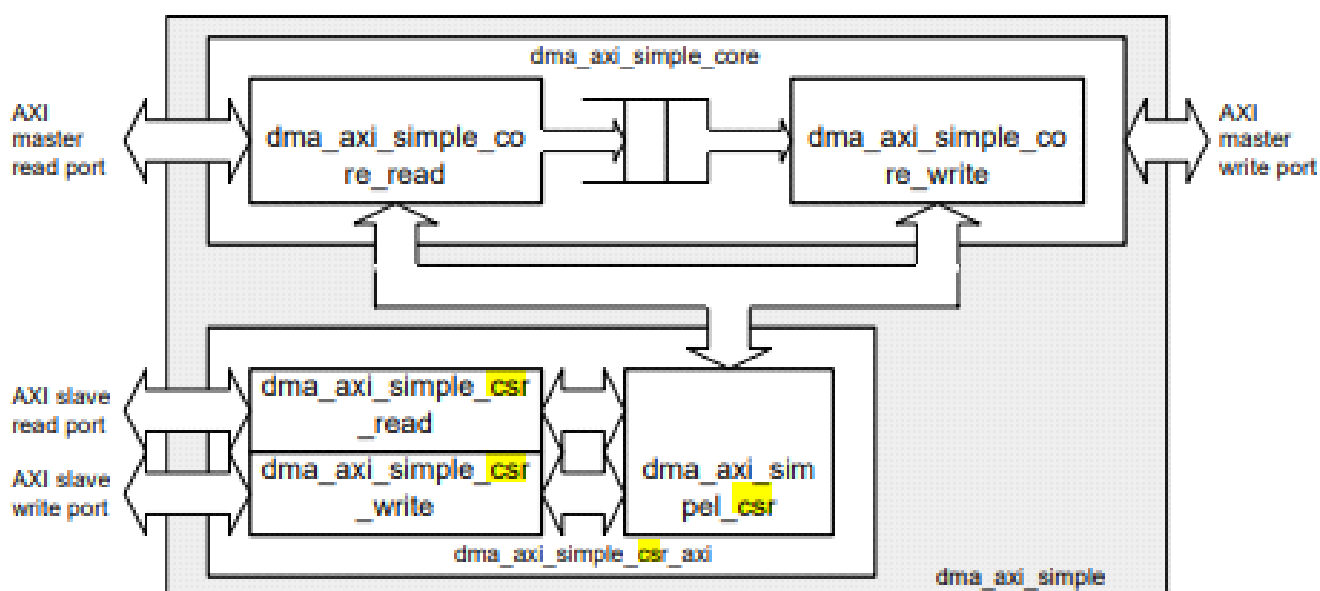 dma_axi_simple_core
AXI
master
read port
dma_axi_simple_co
re_read
dma_axi_simple_co
re_write
AXI
master
write port
AXI slave
read port
dma_axi_simple_csr
_read
AXI slave
write port
dma_axi_simple_csr
_write
dma_axi_sim
pel_csr
dma_axi_simple_csr_axi
dma_axi_simple